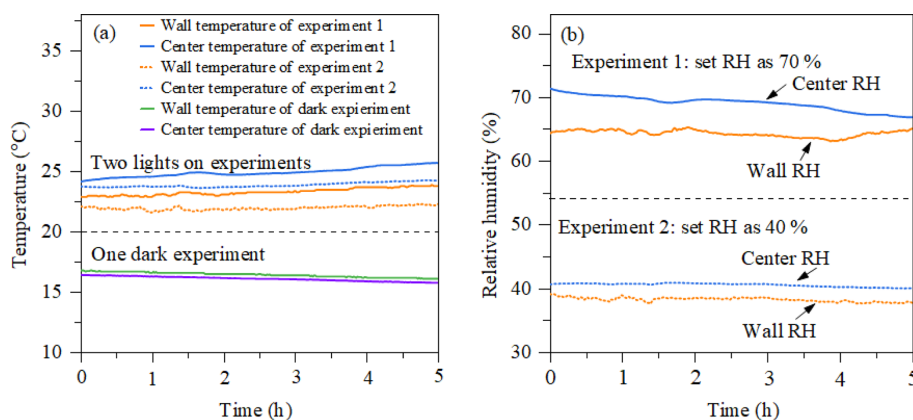 (a)
Wall temperature of experiment 1
Center temperature of experiment 1
Wall temperature of experiment 2
Center temperature of experiment 2
Wall temperature of dark expieriment
Center temperature of dark expieriment
Two lights on experiments
One dark experiment
35
30
25
20
15
10
0 1 2 3 4 5
Temperature (°C)
Time (h)
(b)
Experiment 1: set RH as 70 %
Center RH
Wall RH
Experiment 2: set RH as 40 %
Center RH
Wall RH
80
70
60
50
40
30
0 1 2 3 4 5
Relative humidity (%)
Time (h)